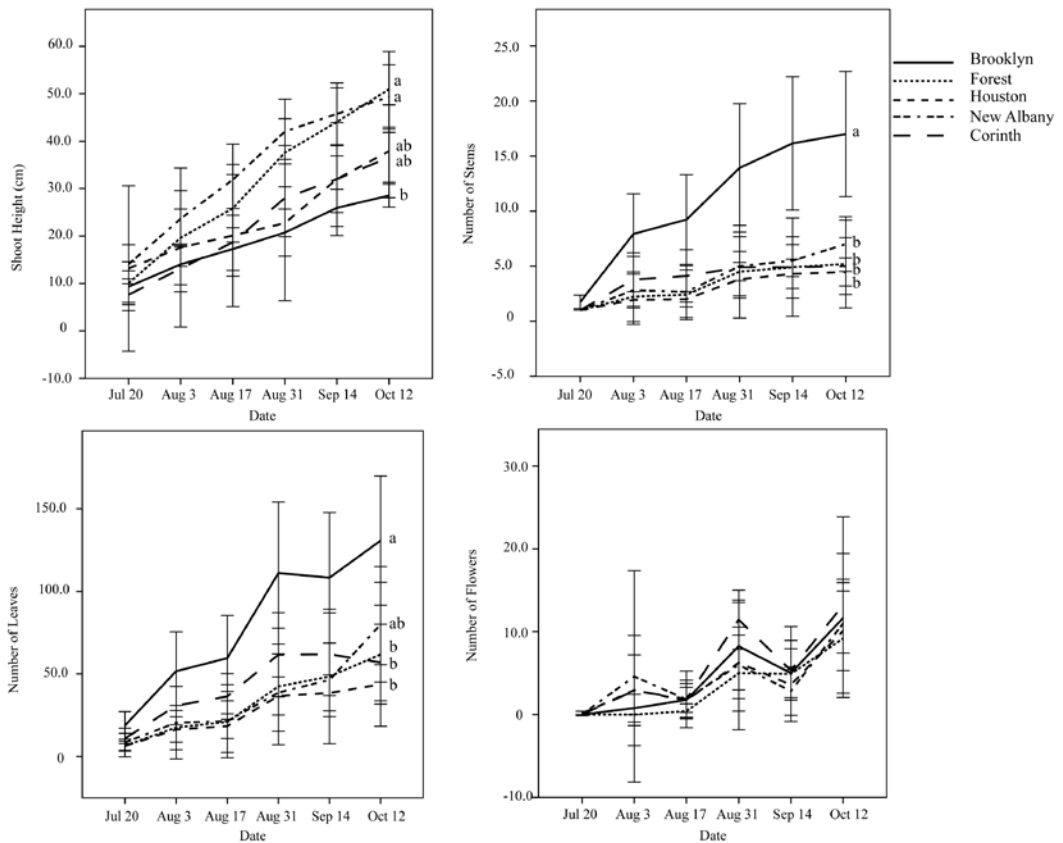 60.0
50.0
40.0
30.0
20.0
10.0
0
-10.0
Shoot Height (cm)
a
a
ab
ab
b
Jul 20 Aug 3 Aug 17 Aug 31 Sep 14 Oct 12
Date
25.0
20.0
15.0
10.0
5.0
0
-5.0
Number of Stems
a
b
b
b
b
Jul 20 Aug 3 Aug 17 Aug 31 Sep 14 Oct 12
Date
Brooklyn
Forest
Houston
New Albany
Corinth
150.0
100.0
50.0
0
Number of Leaves
a
ab
b
b
b
Jul 20 Aug 3 Aug 17 Aug 31 Sep 14 Oct 12
Date
30.0
20.0
10.0
0
-10.0
Number of Flowers
Jul 20 Aug 3 Aug 17 Aug 31 Sep 14 Oct 12
Date